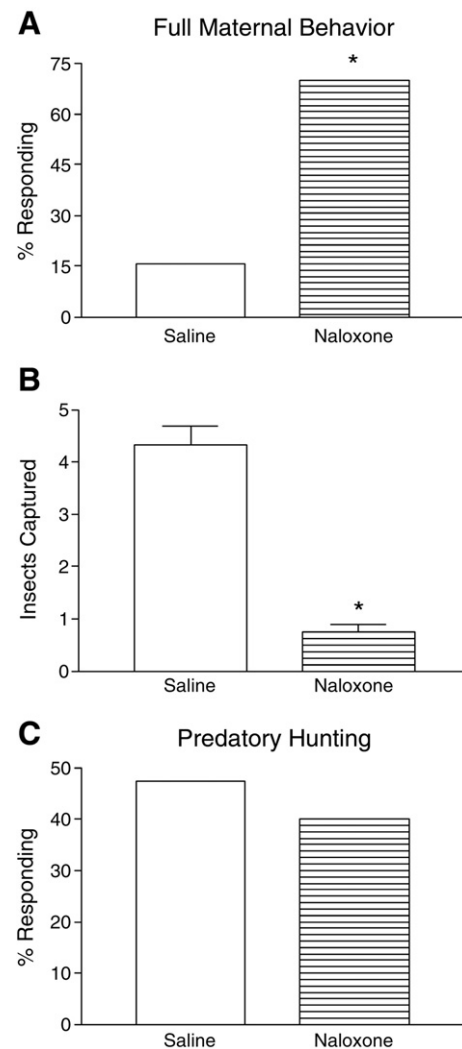 A
Full Maternal Behavior
% Responding
75
60
45
30
15
0
*
Saline Naloxone
B
Insects Captured
5
4
3
2
1
0
*
Saline Naloxone
C
Predatory Hunting
% Responding
50
40
30
20
10
0
Saline Naloxone